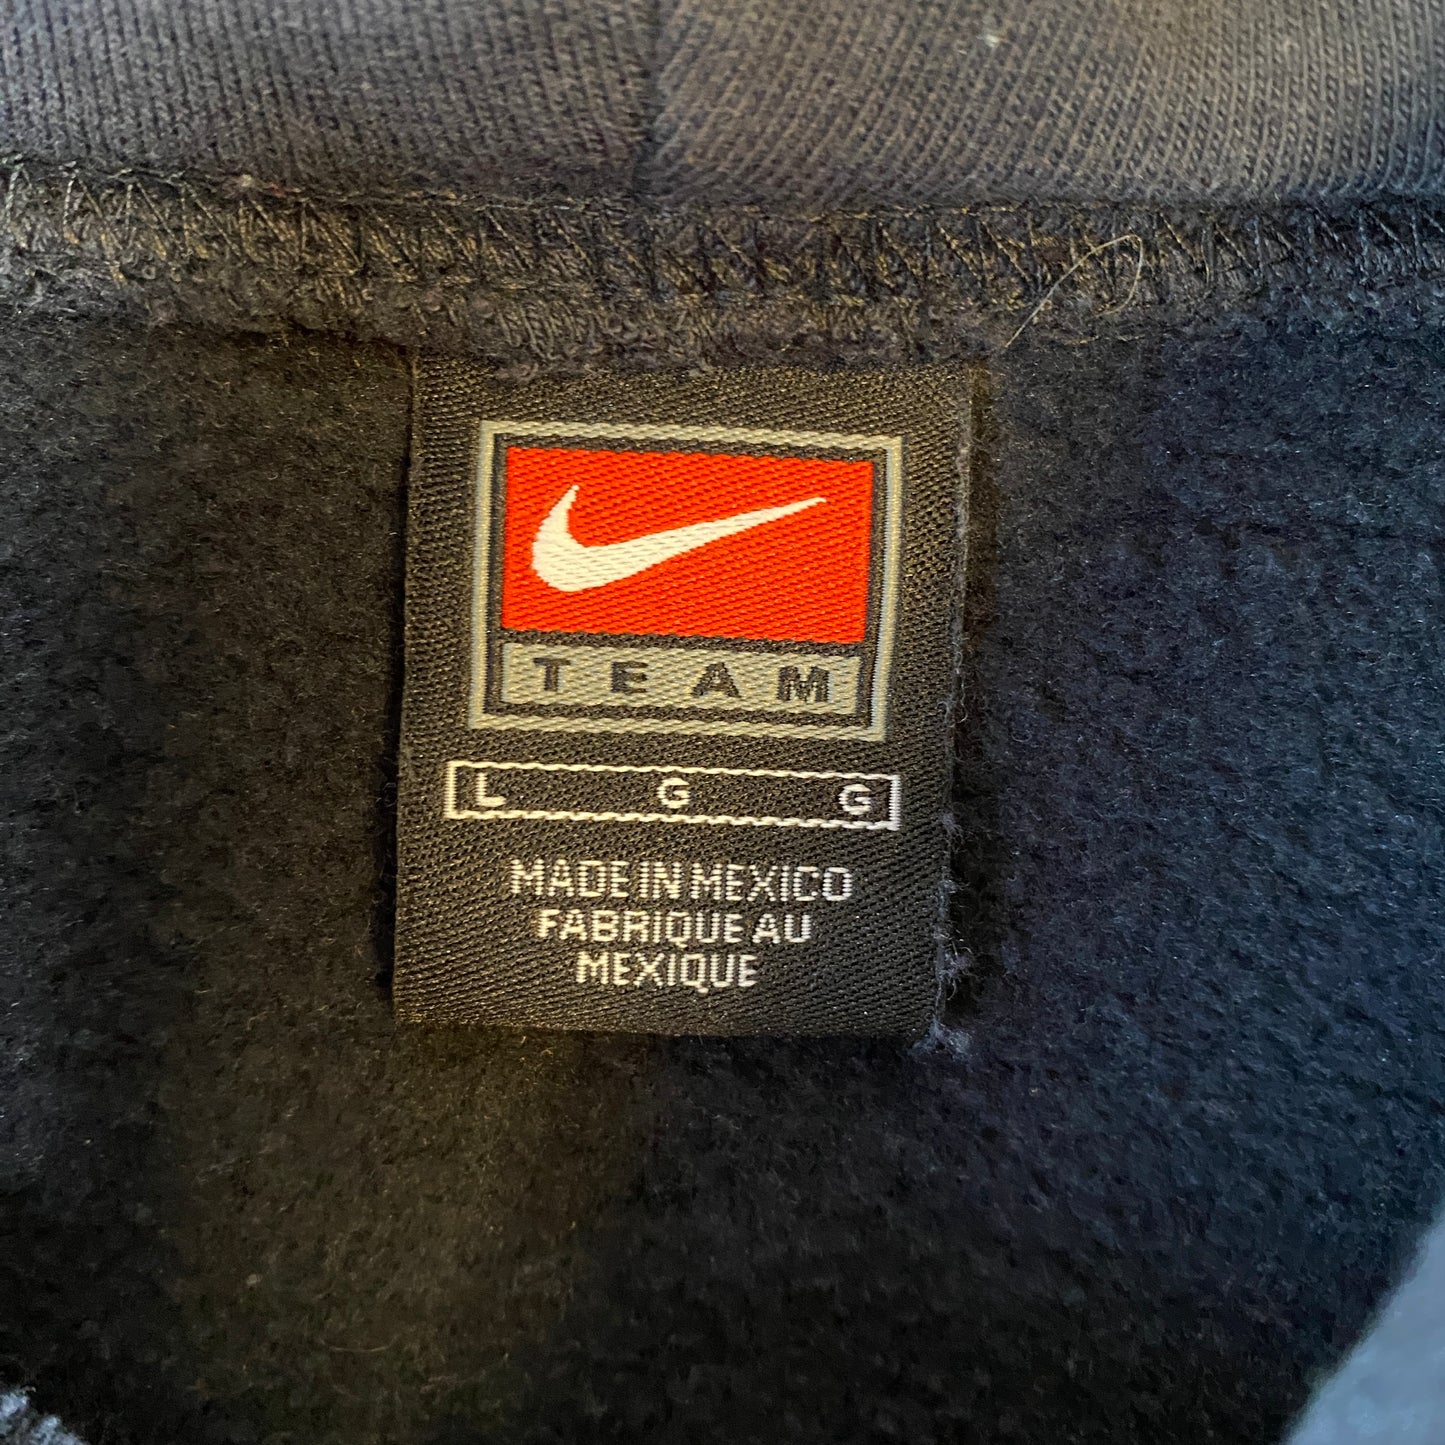 TEAM
L G G
MADE IN MEXICO
FABRIQUE AU
MEXIQUE